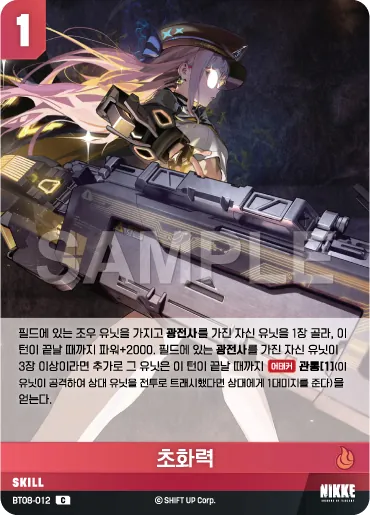 1
SAMPLE
필드에 있는 조우 유닛을 가지고 광전사를 가진 자신 유닛을 1장 골라, 이
턴이 끝날 때까지 파워+2000. 필드에 있는 광전사를 가진 자신 유닛이
3장 이상이라면 추가로 그 유닛은 이 턴이 끝날 때까지 어태커 관통[1](이
유닛이 공격하여 상대 유닛을 전투로 트래시했다면 상대에게 1대미지를 준다)을
얻는다.
초화력
SKILL
BT08-012 C
© SHIFT UP Corp.
NIKKE